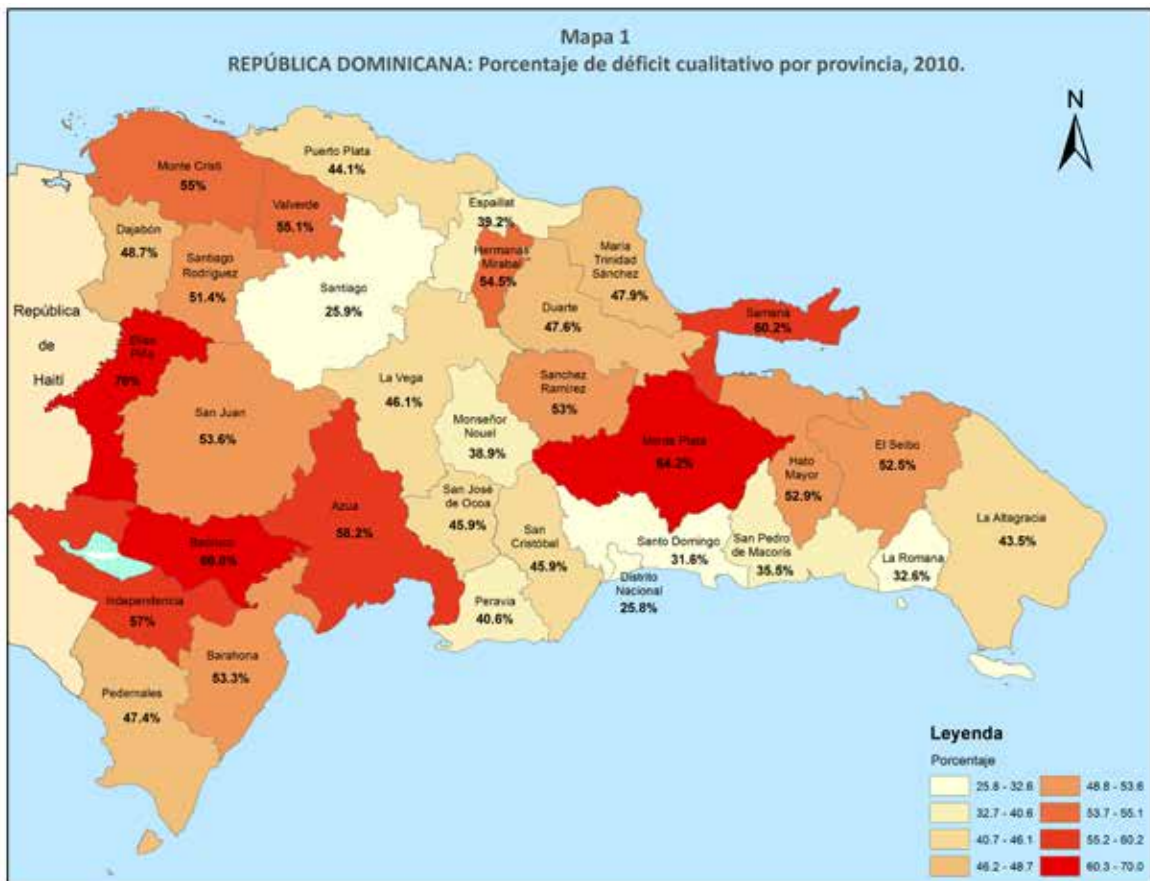 Mapa 1
REPÚBLICA DOMINICANA: Porcentaje de déficit cualitativo por provincia, 2010.
N
Puerto Plata
44.1%
Monte Cristi
55%
Valverde
55.1%
Espaillat
39.2%
Dajabón
48.7%
Santiago
Rodríguez
51.4%
Hermanas
Mirabal
54.5%
María
Trinidad
Sánchez
47.9%
Santiago
25.9%
Duarte
47.6%
Samaná
60.2%
República
de
Haití
Elías
Piña
70%
La Vega
46.1%
Sanchez
Ramírez
53%
San Juan
53.6%
Monseñor
Nouel
38.9%
Monte Plata
64.2%
Hato
Mayor
52.9%
El Seibo
52.5%
Azua
58.2%
San José
de Ocoa
45.9%
San
Cristóbal
45.9%
Santo Domingo
31.6%
San Pedro
de Macorís
35.5%
La Romana
32.6%
La Altagracia
43.5%
Distrito
Nacional
25.8%
Peravia
40.6%
Independencia
57%
Barahona
53.3%
Pedernales
47.4%
Leyenda
Porcentaje
25.8 - 32.6
32.7 - 40.6
40.7 - 46.1
46.2 - 48.7
48.8 - 53.6
53.7 - 55.1
55.2 - 60.2
60.3 - 70.0